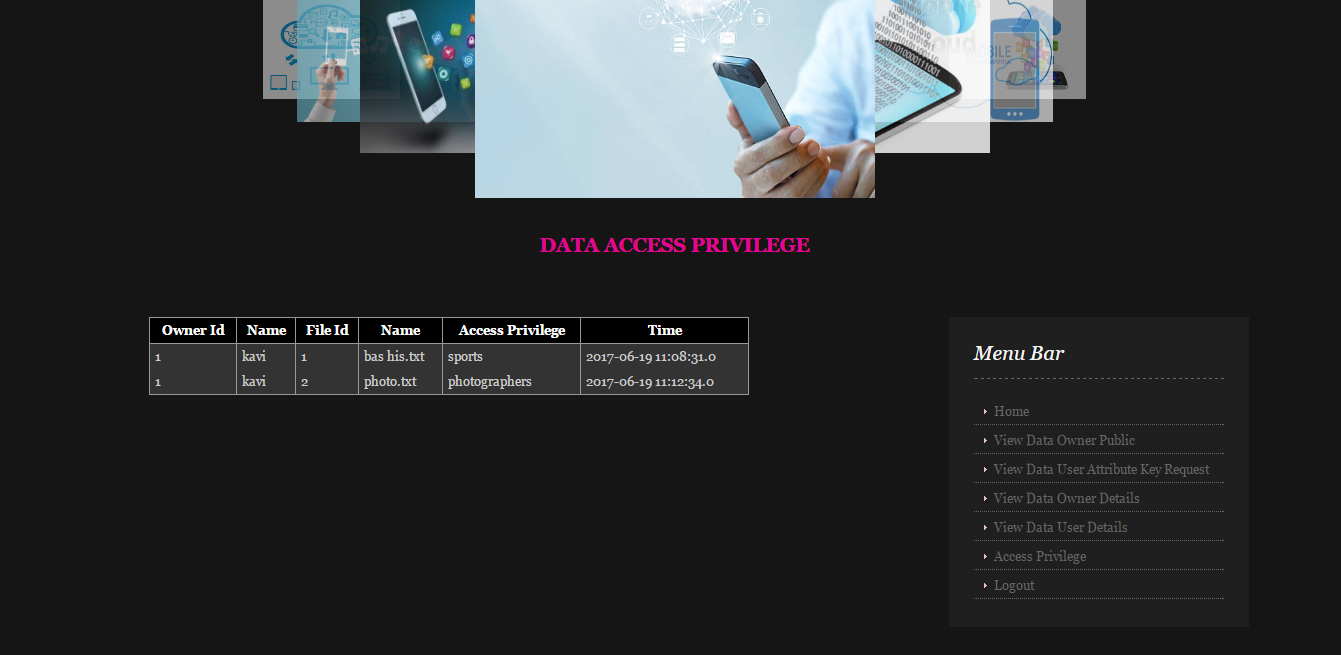 MOBILE
DATA ACCESS PRIVILEGE
Owner Id Name File Id Name Access Privilege Time
1 kavi 1 bas his.txt sports 2017-06-19 11:08:31.0
1 kavi 2 photo.txt photographers 2017-06-19 11:12:34.0
Menu Bar
Home
View Data Owner Public
View Data User Attribute Key Request
View Data Owner Details
View Data User Details
Access Privilege
Logout